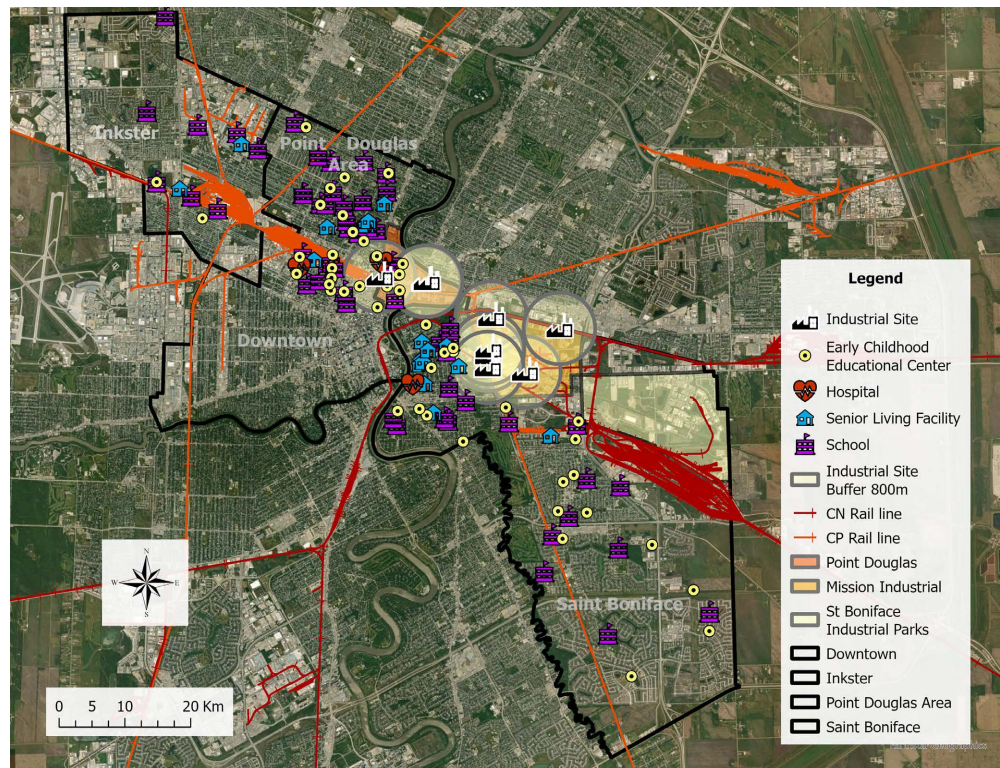 Inkster
Point Douglas
Area
Downtown
Saint Boniface
N
W E
S
0 5 10 20 Km
Legend
Industrial Site
Early Childhood
Educational Center
Hospital
Senior Living Facility
School
Industrial Site
Buffer 800m
CN Rail line
CP Rail line
Point Douglas
Mission Industrial
St Boniface
Industrial Parks
Downtown
Inkster
Point Douglas Area
Saint Boniface